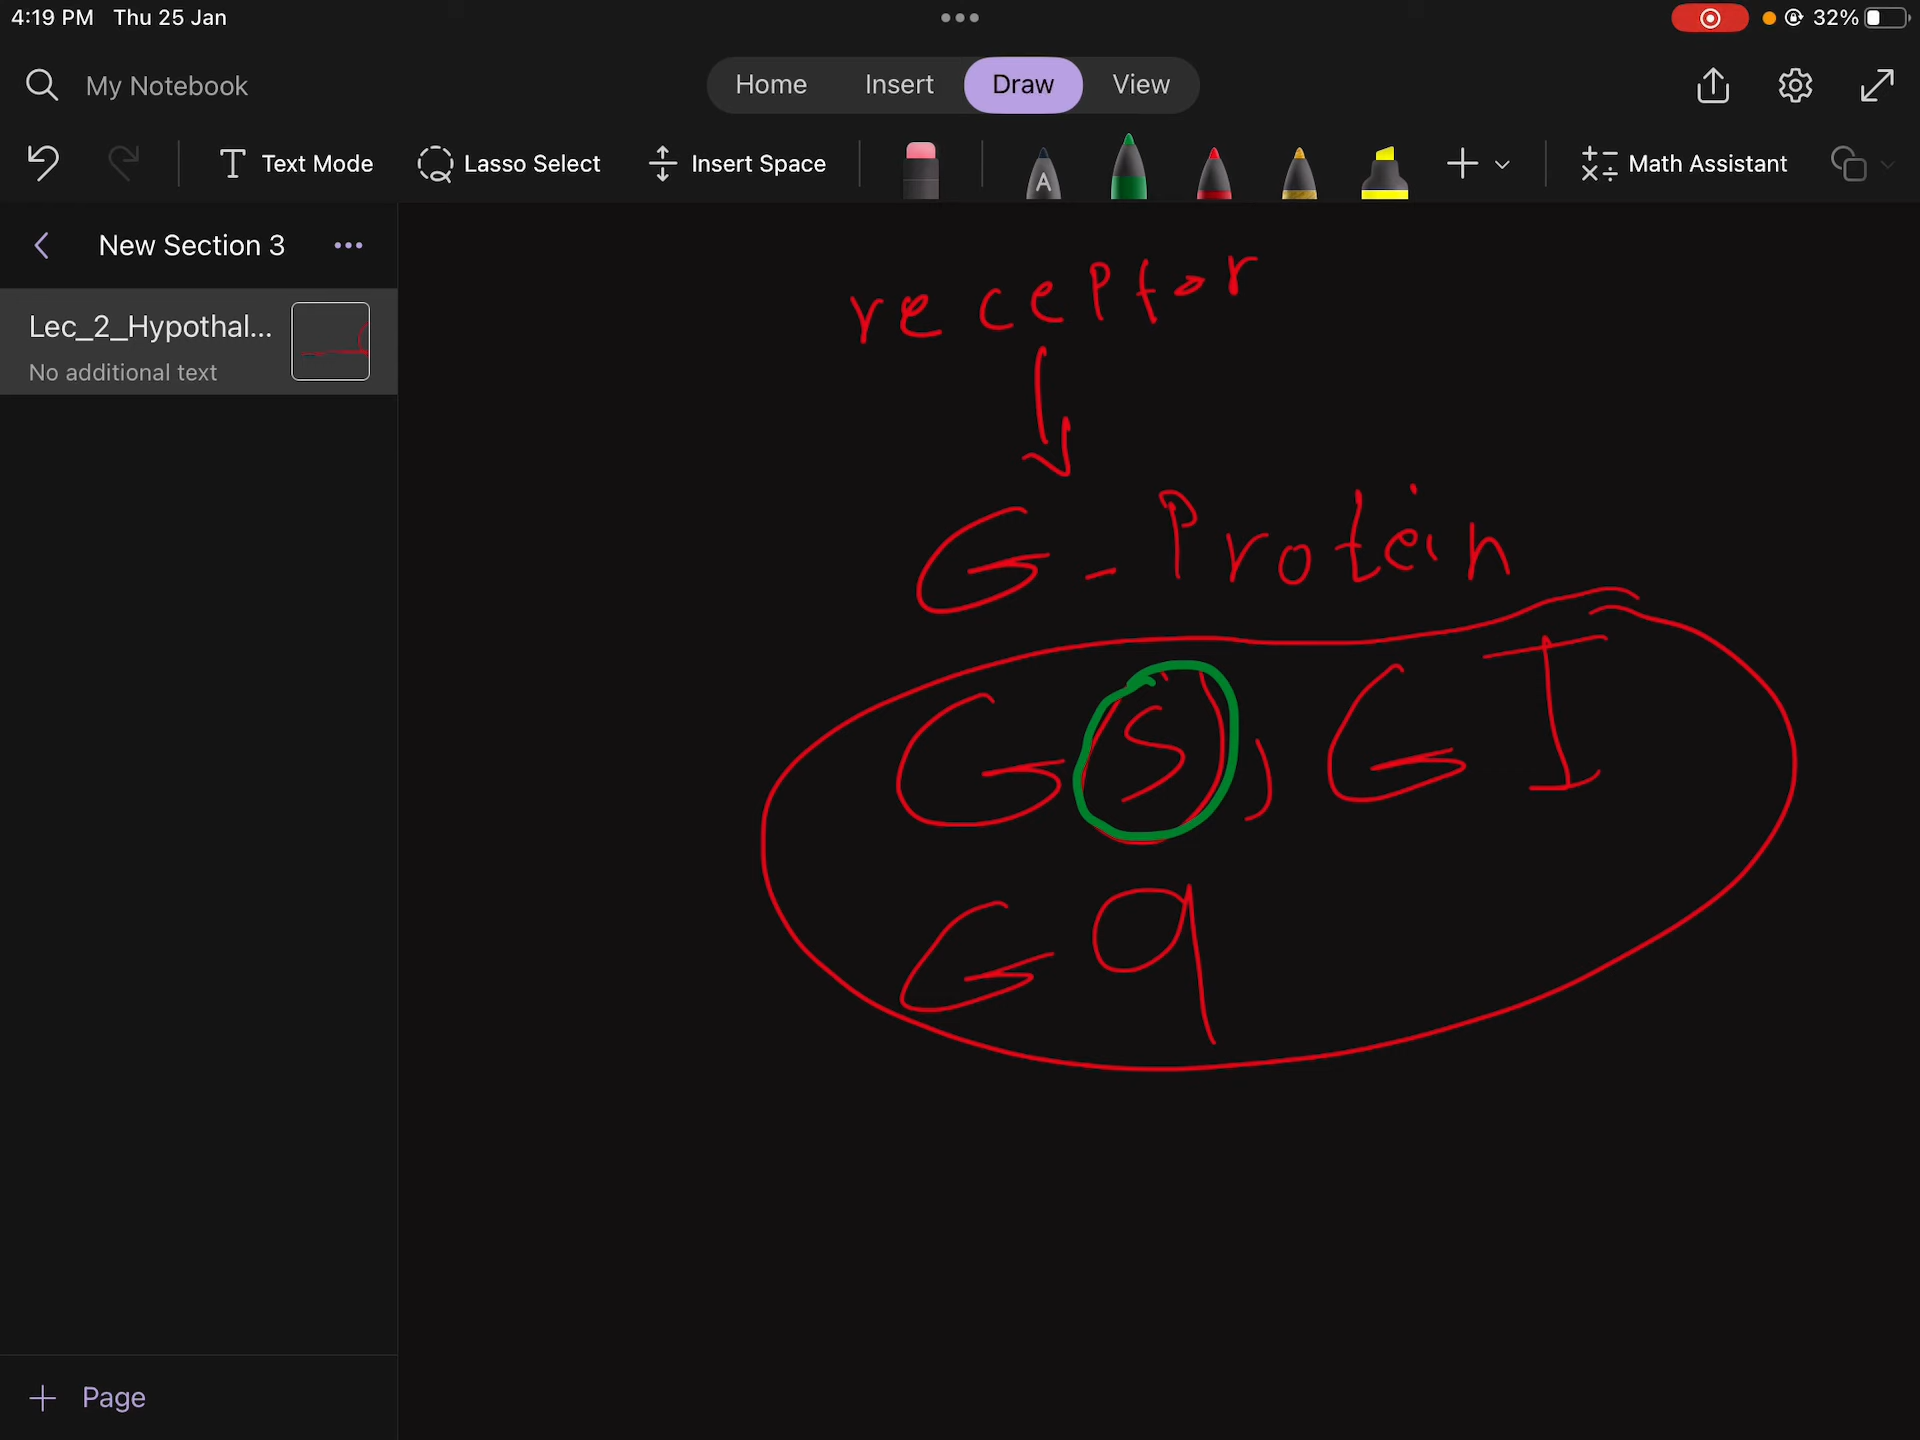 4:19 PM Thu 25 Jan
32%
My Notebook
Home Insert Draw View
Text Mode Lasso Select Insert Space A Math Assistant
New Section 3
Lec_2_Hypothal...
No additional text
receptor
G-Protein
GS, GI
Gq
Page